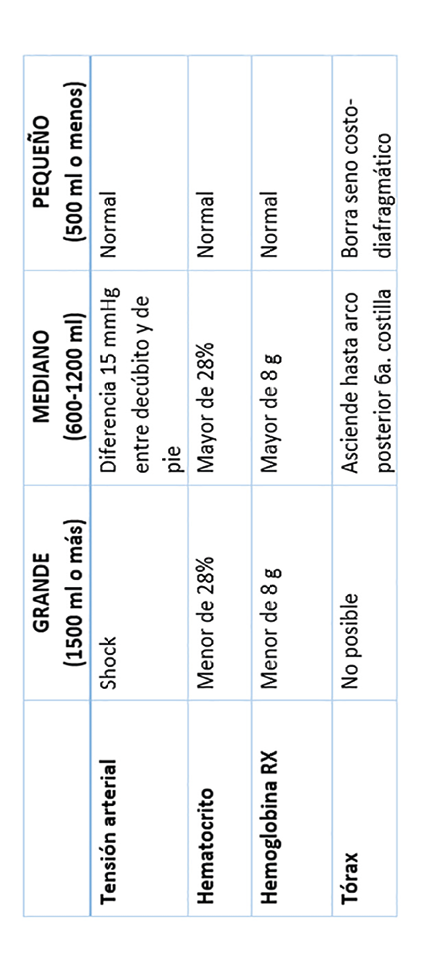 GRANDE
(1500 ml o más)
MEDIANO
(600-1200 ml)
PEQUEÑO
(500 ml o menos)
Tensión arterial
Shock
Diferencia 15 mmHg
entre decúbito y de
pie
Normal
Hematocrito
Menor de 28%
Mayor de 28%
Normal
Hemoglobina RX
Menor de 8 g
Mayor de 8 g
Normal
Tórax
No posible
Asciende hasta arco
posterior 6a. costilla
Borra seno costo-
diafragmático